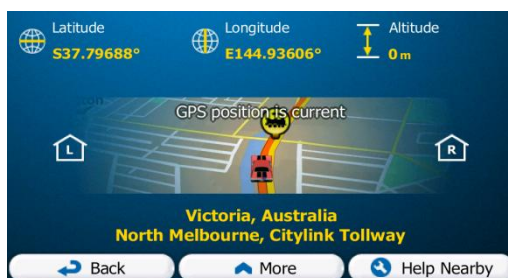 Latitude
S37.79688°
Longitude
E144.93606°
Altitude
0 m
GPS position is current
L
R
Victoria, Australia
North Melbourne, Citylink Tollway
Back
More
Help Nearby